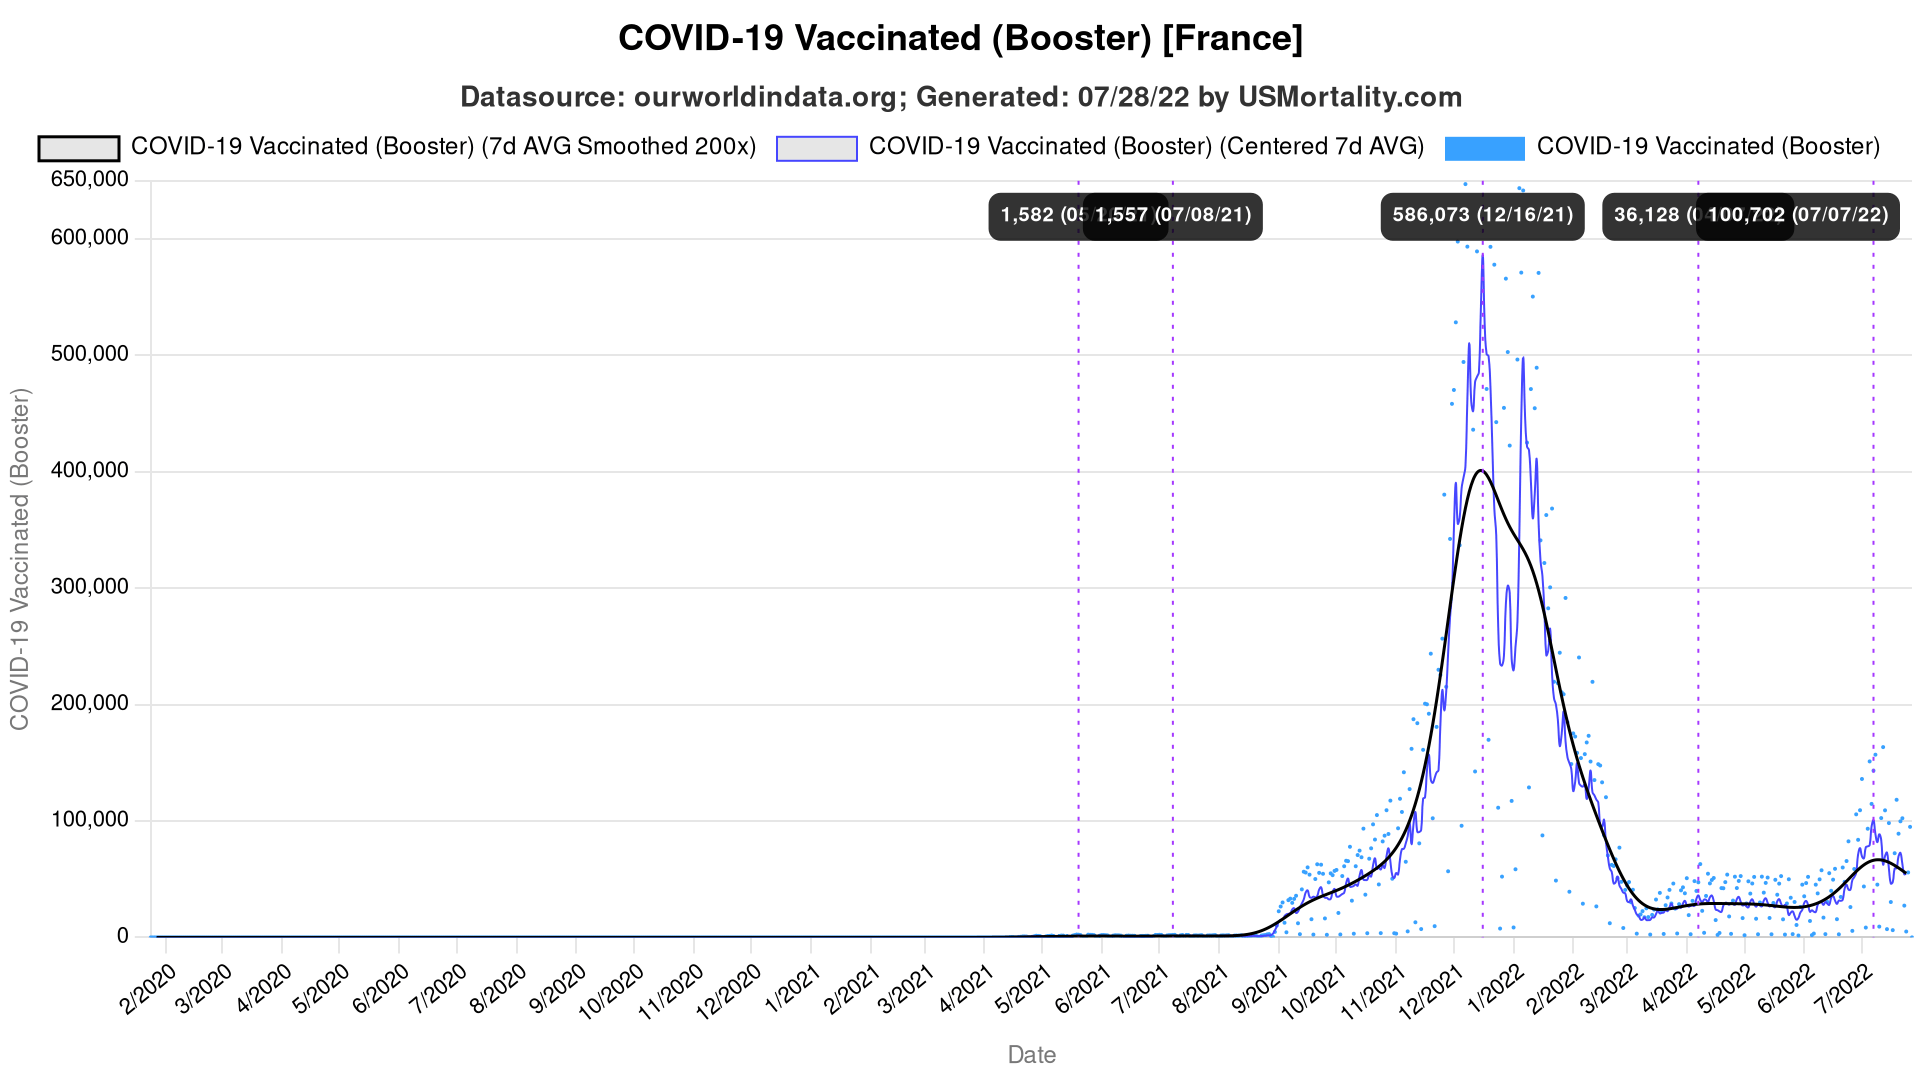 COVID-19 Vaccinated (Booster) [France]
Datasource: ourworldindata.org; Generated: 07/28/22 by USMortality.com
COVID-19 Vaccinated (Booster) (7d AVG Smoothed 200x) COVID-19 Vaccinated (Booster) (Centered 7d AVG) COVID-19 Vaccinated (Booster)
650,000
1,582 1,557 (07/08/21) 586,073 (12/16/21) 36,128 100,702 (07/07/22)
600,000
500,000
400,000
300,000
200,000
100,000
0
COVID-19 Vaccinated (Booster)
2/2020 3/2020 4/2020 5/2020 6/2020 7/2020 8/2020 9/2020 10/2020 11/2020 12/2020 1/2021 2/2021 3/2021 4/2021 5/2021 6/2021 7/2021 8/2021 9/2021 10/2021 11/2021 12/2021 1/2022 2/2022 3/2022 4/2022 5/2022 6/2022 7/2022
Date